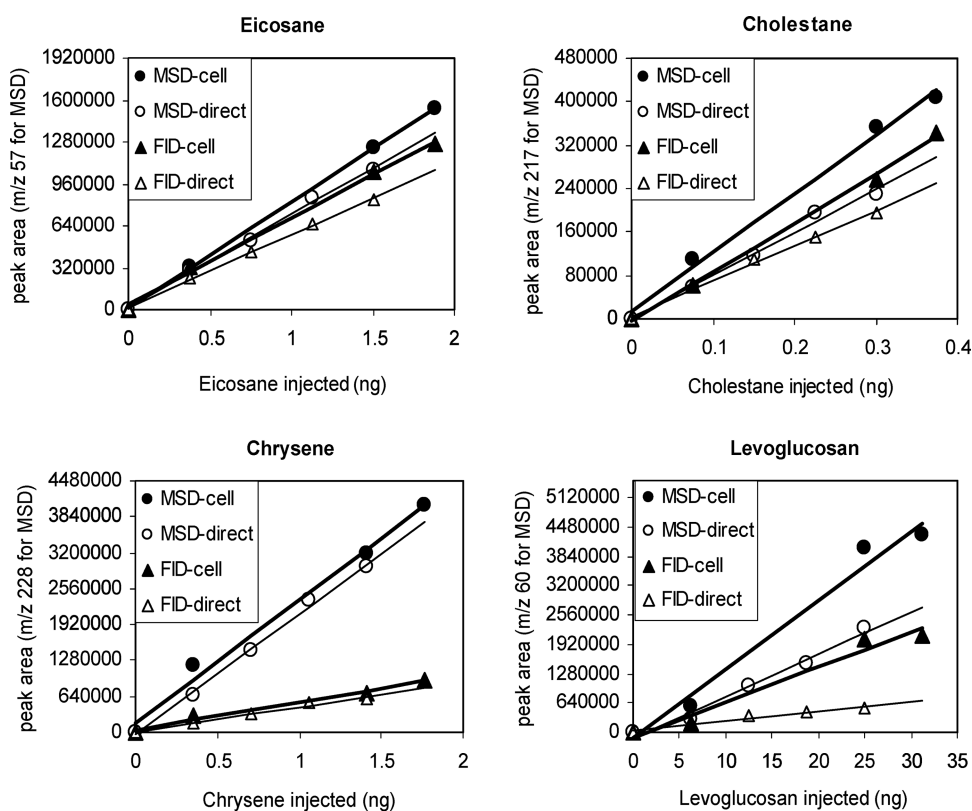 Eicosane
peak area (m/z 57 for MSD)
1920000
1600000
1280000
960000
640000
320000
0
MSD-cell
MSD-direct
FID-cell
FID-direct
0 0.5 1 1.5 2
Eicosane injected (ng)
Cholestane
peak area (m/z 217 for MSD)
480000
400000
320000
240000
160000
80000
0
MSD-cell
MSD-direct
FID-cell
FID-direct
0 0.1 0.2 0.3 0.4
Cholestane injected (ng)
Chrysene
peak area (m/z 228 for MSD)
4480000
3840000
3200000
2560000
1920000
1280000
640000
0
MSD-cell
MSD-direct
FID-cell
FID-direct
0 0.5 1 1.5 2
Chrysene injected (ng)
Levoglucosan
peak area (m/z 60 for MSD)
5120000
4480000
3840000
3200000
2560000
1920000
1280000
640000
0
MSD-cell
MSD-direct
FID-cell
FID-direct
0 5 10 15 20 25 30 35
Levoglucosan injected (ng)